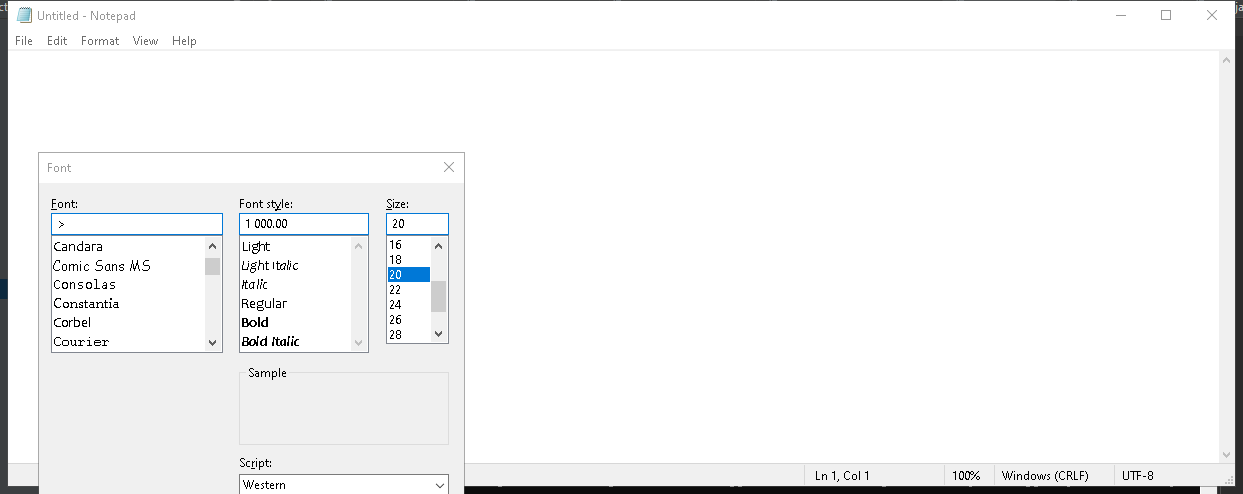 Untitled - Notepad
File Edit Format View Help
Font
Font: Font style: Size:
> 1 000.00 20
Candara
Comic Sans MS
Consolas
Constantia
Corbel
Courier
Light
Light Italic
Italic
Regular
Bold
Bold Italic
16
18
20
22
24
26
28
Sample
Script:
Western
Ln 1, Col 1 100% Windows (CRLF) UTF-8